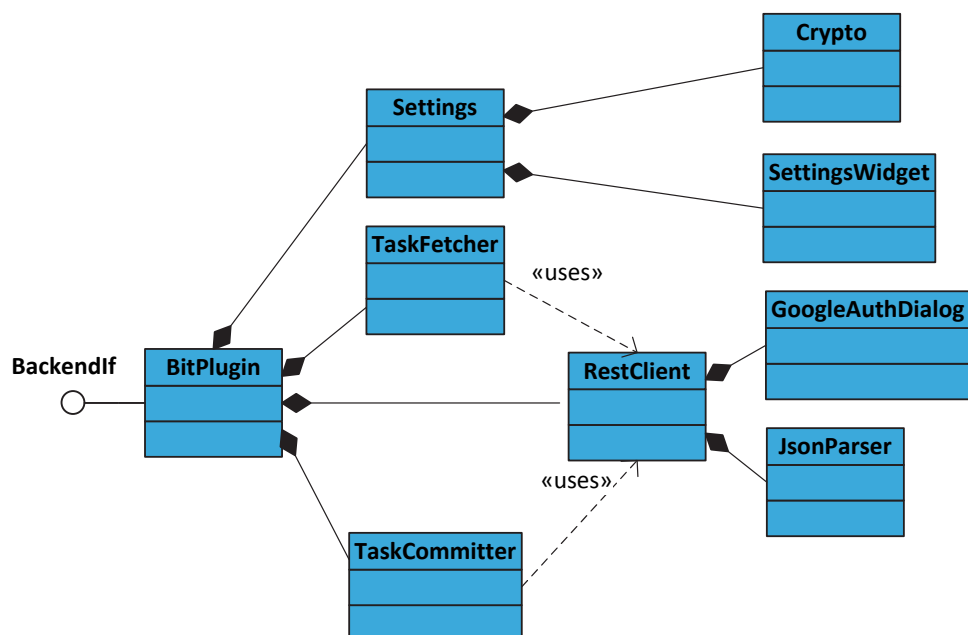 Crypto
Settings
SettingsWidget
TaskFetcher
«uses»
GoogleAuthDialog
BackendIf
BitPlugin
RestClient
JsonParser
«uses»
TaskCommitter